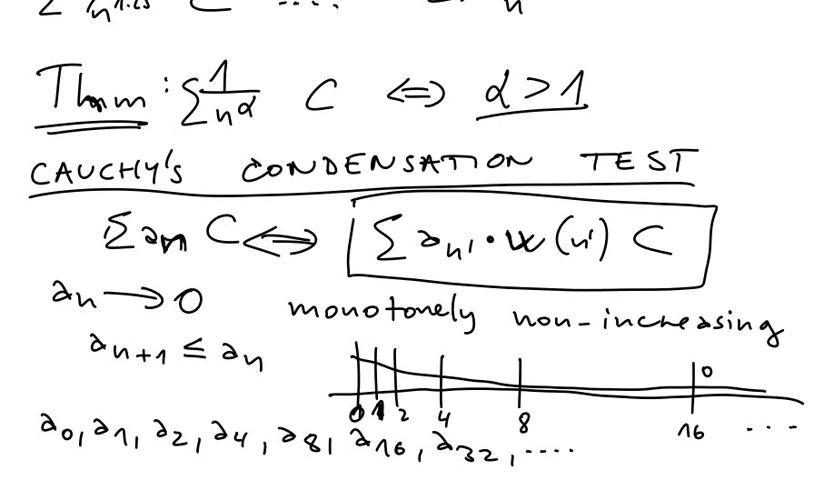 Thm: Σ 1/n^α C ⇔ α > 1
CAUCHY's CONDENSATION TEST
Σ a_n C ⇔ Σ a_n' · w(n') C
a_n → 0 monotonely non-increasing
a_{n+1} ≤ a_n
0
0 1 2 4 8 16 ...
a_0, a_1, a_2, a_4, a_8, a_16, a_32, ....